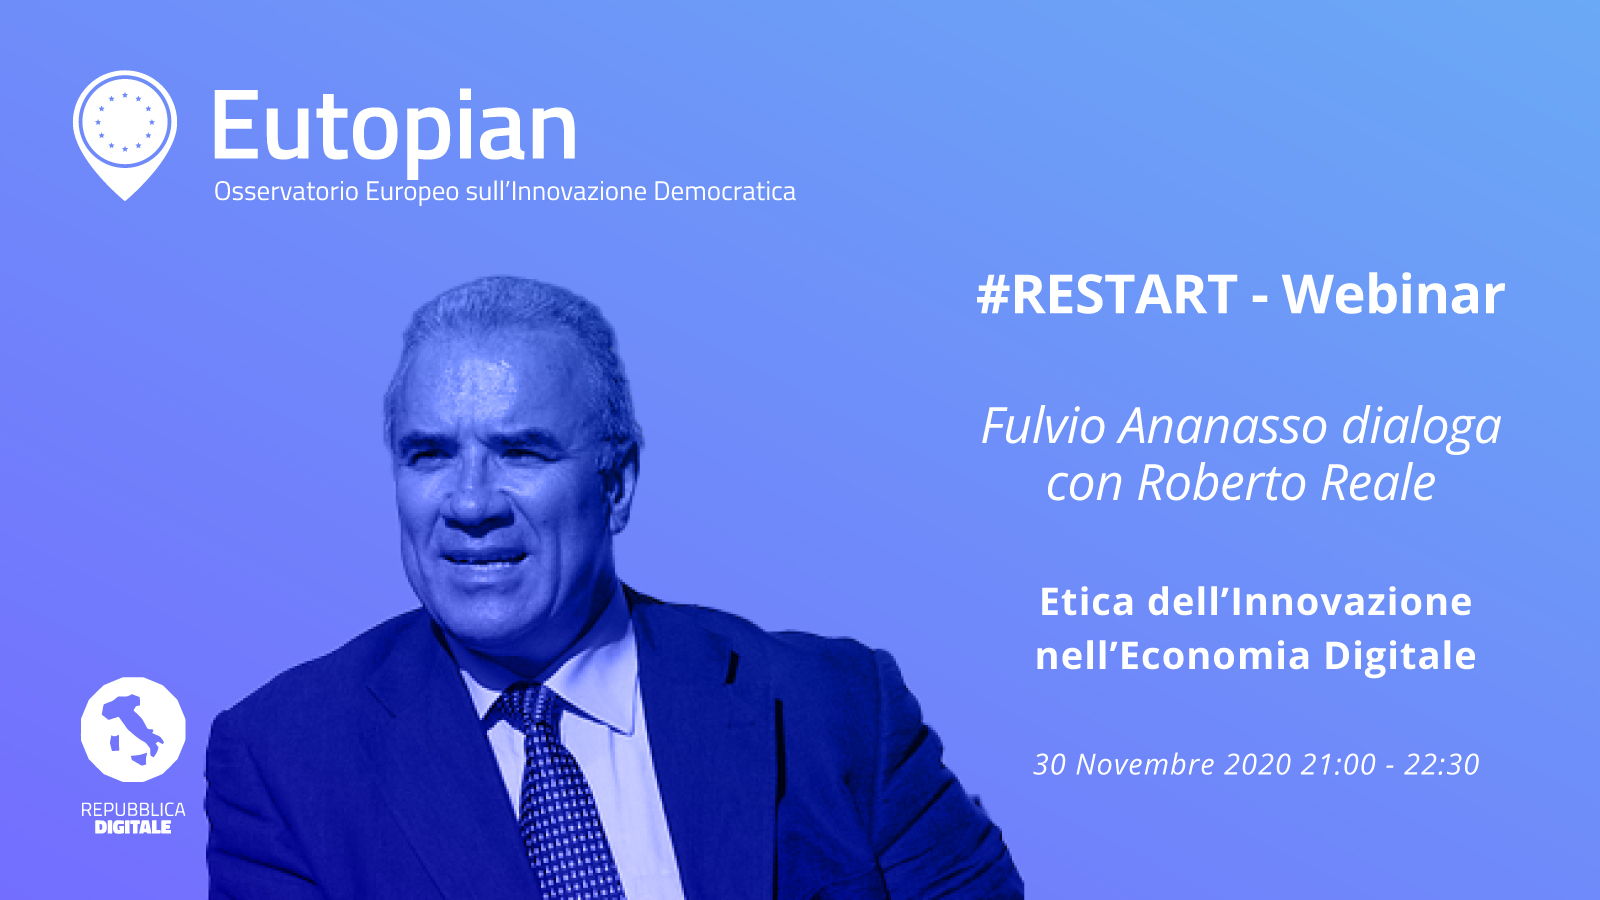 Eutopian
Osservatorio Europeo sull’Innovazione Democratica
#RESTART - Webinar
Fulvio Ananasso dialoga
con Roberto Reale
Etica dell’Innovazione
nell’Economia Digitale
30 Novembre 2020 21:00 - 22:30
REPUBBLICA
DIGITALE